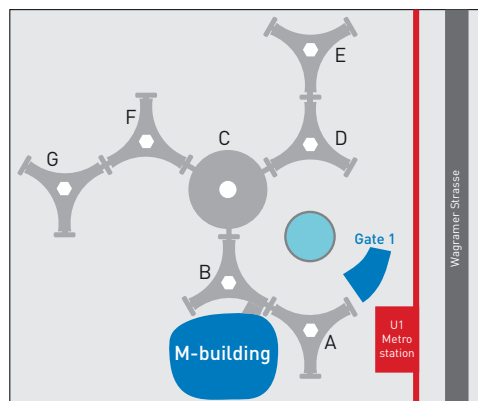 E
F
C
D
G
Gate 1
Wagramer Strasse
B
U1
Metro
station
A
M-building